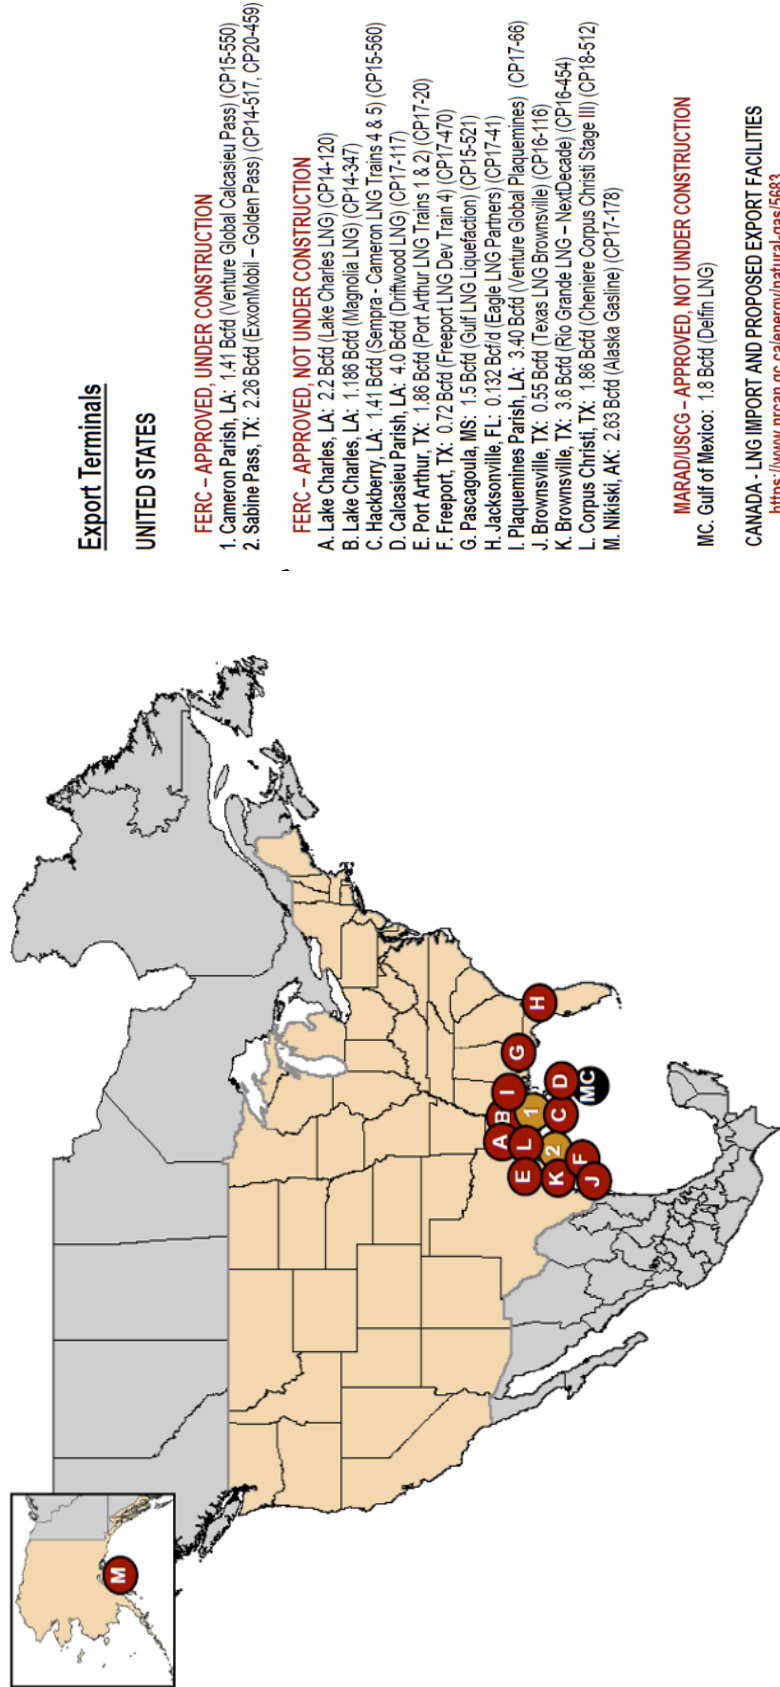 Export Terminals
UNITED STATES
FERC – APPROVED, UNDER CONSTRUCTION
1. Cameron Parish, LA: 1.41 Bcfd (Venture Global Calcasieu Pass) (CP15-550)
2. Sabine Pass, TX: 2.26 Bcfd (ExxonMobil – Golden Pass) (CP14-517, CP20-459)
FERC – APPROVED, NOT UNDER CONSTRUCTION
A. Lake Charles, LA: 2.2 Bcfd (Lake Charles LNG) (CP14-120)
B. Lake Charles, LA: 1.186 Bcfd (Magnolia LNG) (CP14-347)
C. Hackberry, LA: 1.41 Bcfd (Sempra - Cameron LNG Trains 4 & 5) (CP15-560)
D. Calcasieu Parish, LA: 4.0 Bcfd (Driftwood LNG) (CP17-117)
E. Port Arthur, TX: 1.86 Bcfd (Port Arthur LNG Trains 1 & 2) (CP17-20)
F. Freeport, TX: 0.72 Bcfd (Freeport LNG Dev Train 4) (CP17-470)
G. Pascagoula, MS: 1.5 Bcfd (Gulf LNG Liquefaction) (CP15-521)
H. Jacksonville, FL: 0.132 Bcf/d (Eagle LNG Partners) (CP17-41)
I. Plaquemines Parish, LA: 3.40 Bcfd (Venture Global Plaquemines) (CP17-66)
J. Brownsville, TX: 0.55 Bcfd (Texas LNG Brownsville) (CP16-116)
K. Brownsville, TX: 3.6 Bcfd (Rio Grande LNG – NextDecade) (CP16-454)
L. Corpus Christi, TX: 1.86 Bcfd (Cheniere Corpus Christi Stage III) (CP18-512)
M. Nikiski, AK: 2.63 Bcfd (Alaska Gasline) (CP17-178)
MARAD/USCG – APPROVED, NOT UNDER CONSTRUCTION
MC. Gulf of Mexico: 1.8 Bcfd (Delfin LNG)
CANADA - LNG IMPORT AND PROPOSED EXPORT FACILITIES
https://www.nrcan.gc.ca/energy/natural-gas/5683
M
A
B
I
G
H
E
L
1
D
K
2
C
MC
F
J